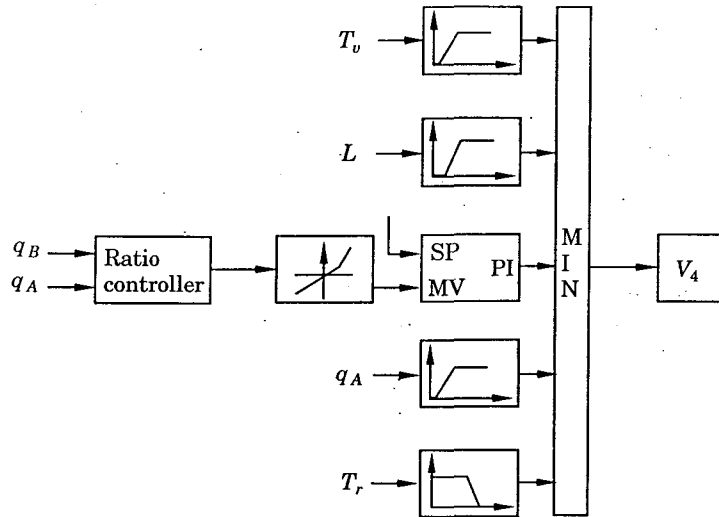 T_v
L
q_B
q_A
Ratio
controller
SP
MV
PI
M
I
N
V_4
q_A
T_r